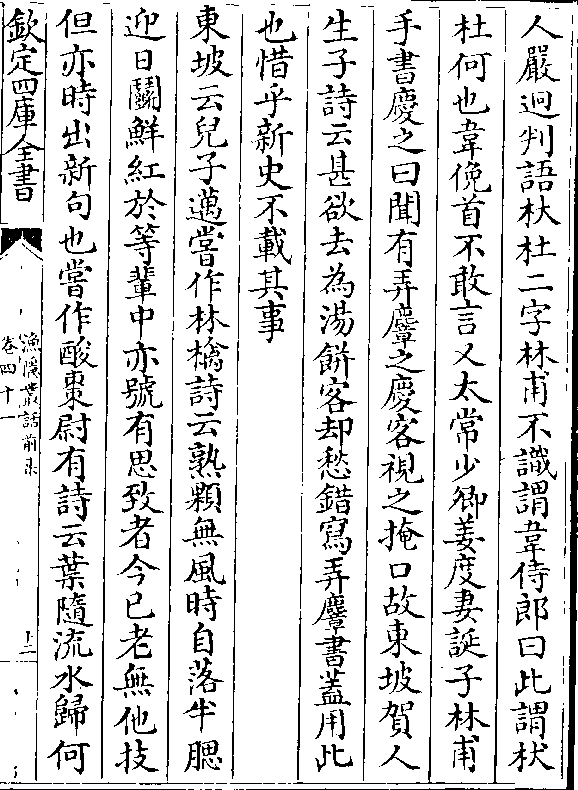 人嚴迥判語杕杜二字林甫不識謂韋侍郎曰此謂杕
杜何也韋俛首不敢言又太常少卿姜度妻誕子林甫
手書慶之曰聞有弄麞之慶客視之掩口故東坡賀人
生子詩云甚欲去為湯餅客却愁錯寫弄麞書蓋用此
也惜乎新史不載其事
東坡云兒子邁嘗作林檎詩云熟顆無風時自落半腮
迎日鬭鮮紅於等輩中亦號有思致者今已老無他技
但亦時出新句也嘗作酸棗尉有詩云葉隨流水歸何
欽定四庫全書
漁隱叢話前集
卷四十一